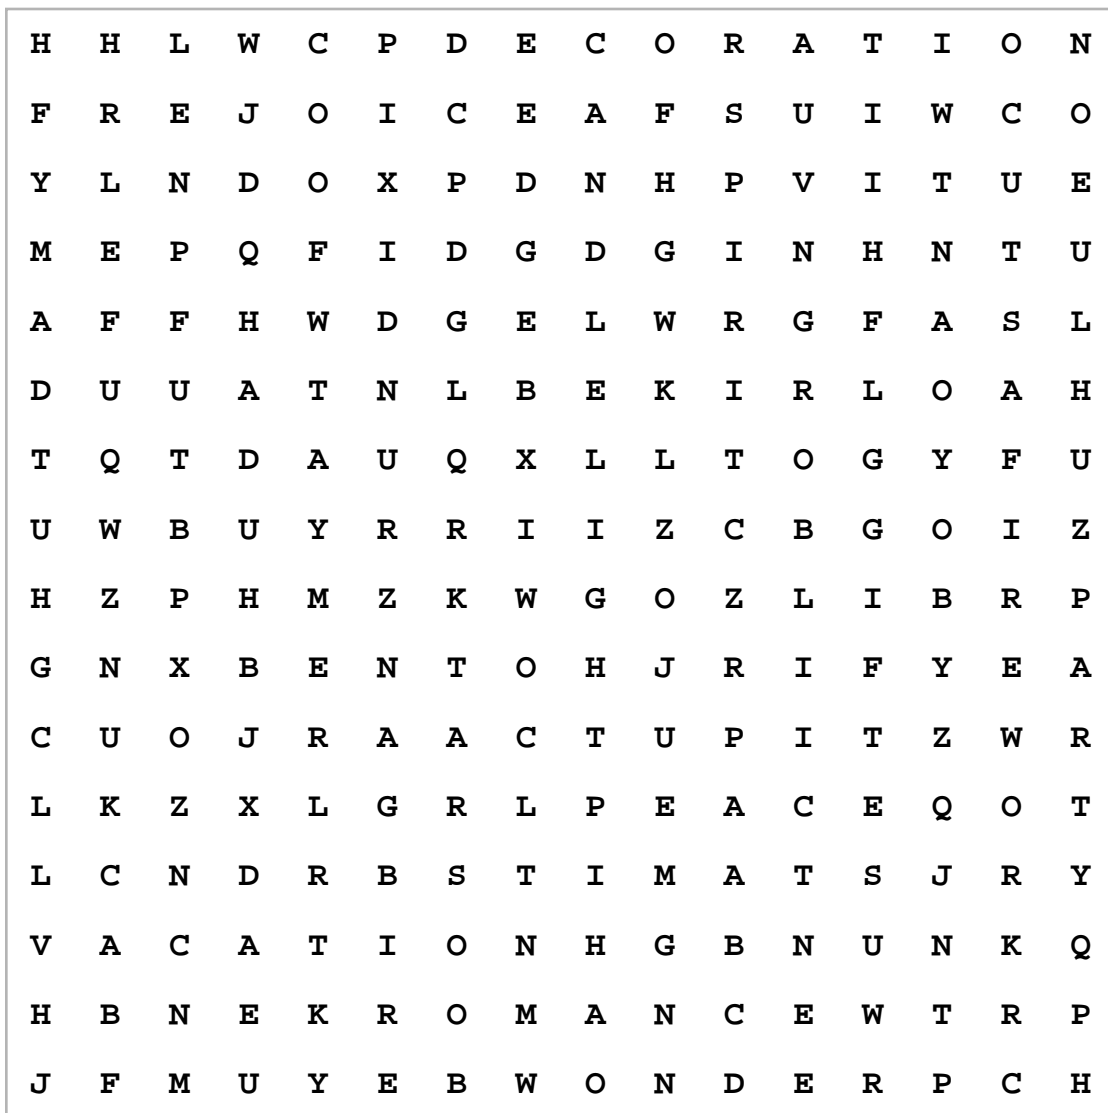 H H L W C P D E C O R A T I O N
F R E J O I C E A F S U I W C O
Y L N D O X P D N H P V I T U E
M E P Q F I D G D G I N H N T U
A F F H W D G E L W R G F A S L
D U U A T N L B E K I R L O A H
T Q T D A U Q X L L T O G Y F U
U W B U Y R R I I Z C B G O I Z
H Z P H M Z K W G O Z L I B R P
G N X B E N T O H J R I F Y E A
C U O J R A A C T U P I T Z W R
L K Z X L G R L P E A C E Q O T
L C N D R B S T I M A T S J R Y
V A C A T I O N H G B N U N K Q
H B N E K R O M A N C E W T R P
J F M U Y E B W O N D E R P C H